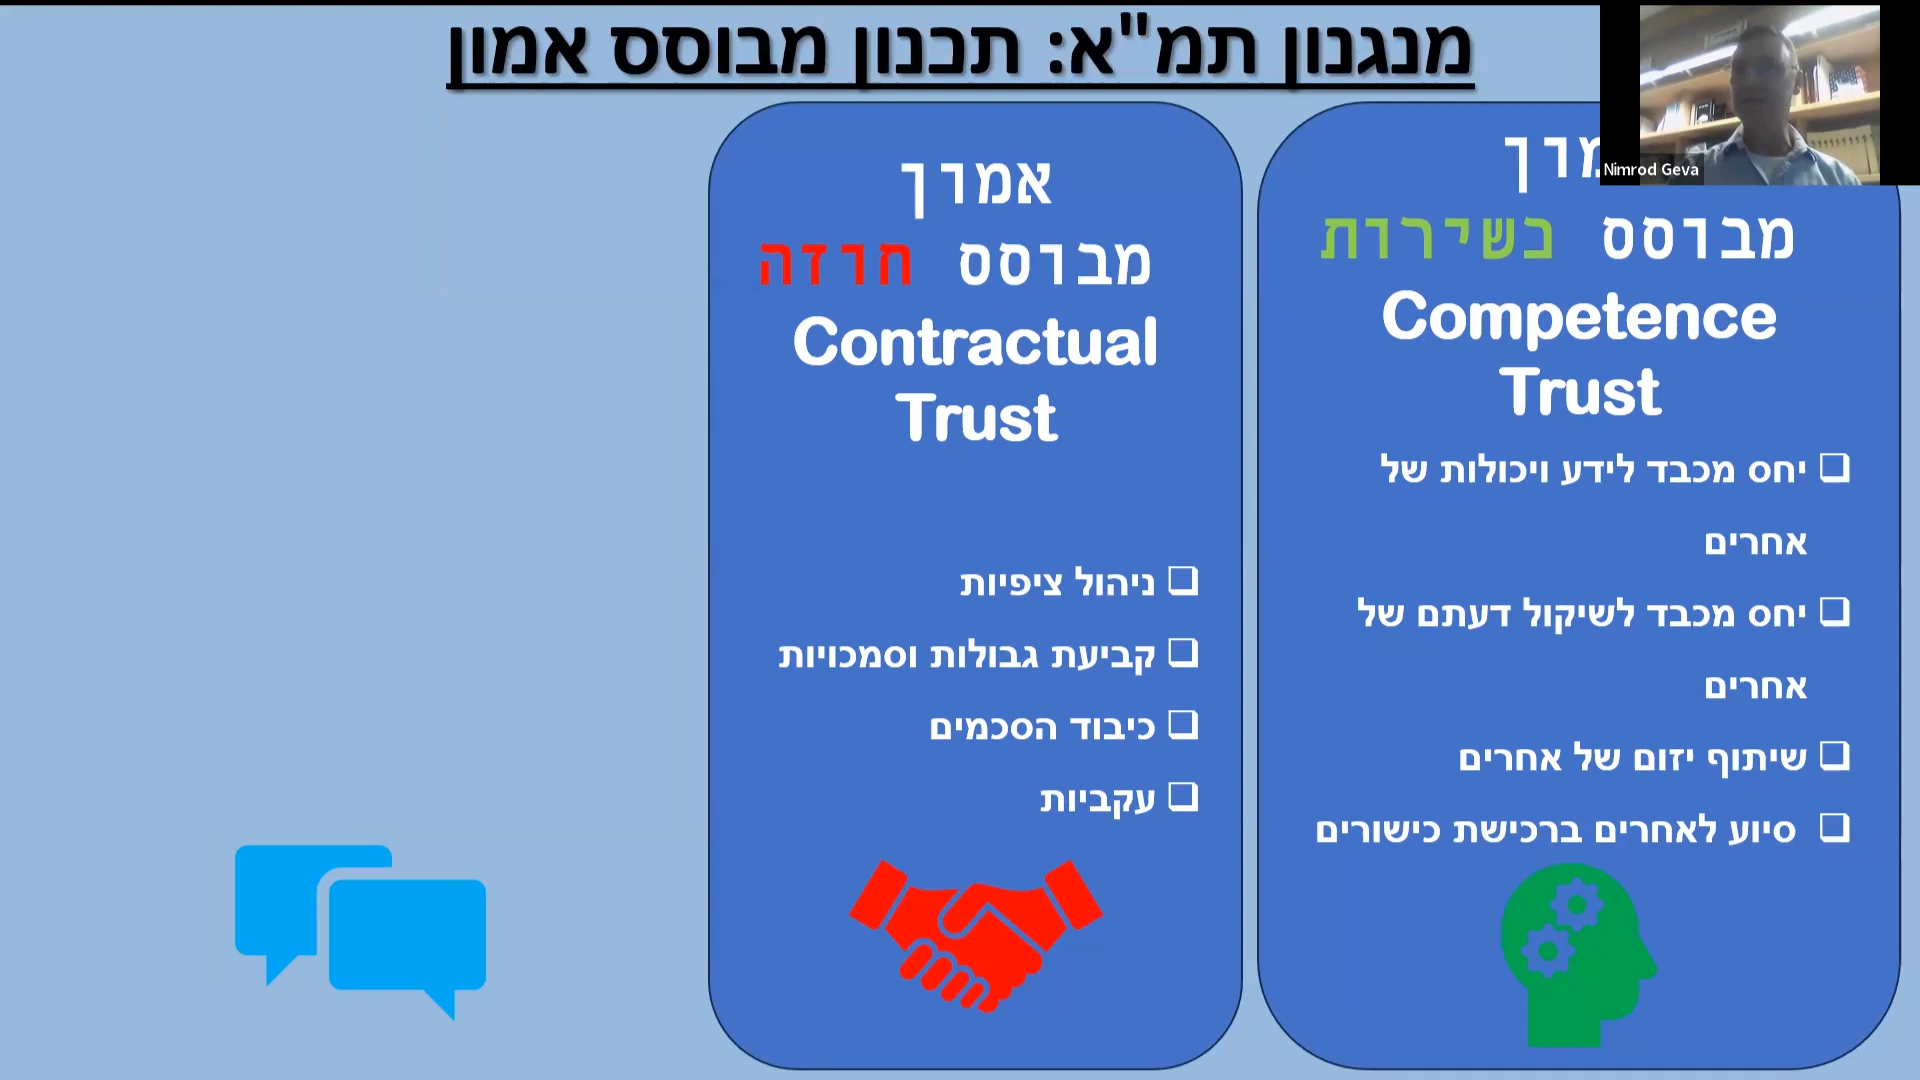 מנגנון תמ"א: תכנון מבוסס אמון
מבוסס כשירות
Competence
Trust
יחס מכבד לידע ויכולות של
אחרים
יחס מכבד לשיקול דעתם של
אחרים
שיתוף יזום של אחרים
סיוע לאחרים ברכישת כישורים
אמון
מבוסס חוזה
Contractual
Trust
ניהול ציפיות
קביעת גבולות וסמכויות
כיבוד הסכמים
עקביות
Nimrod Geva